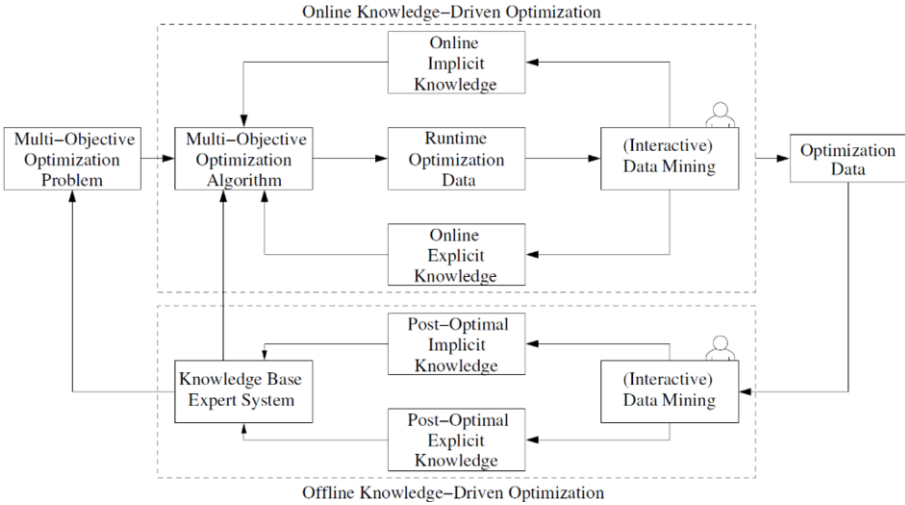 Online Knowledge–Driven Optimization
Online
Implicit
Knowledge
Multi–Objective
Optimization
Problem
Multi–Objective
Optimization
Algorithm
Runtime
Optimization
Data
(Interactive)
Data Mining
Optimization
Data
Online
Explicit
Knowledge
Post–Optimal
Implicit
Knowledge
Knowledge Base
Expert System
(Interactive)
Data Mining
Post–Optimal
Explicit
Knowledge
Offline Knowledge–Driven Optimization